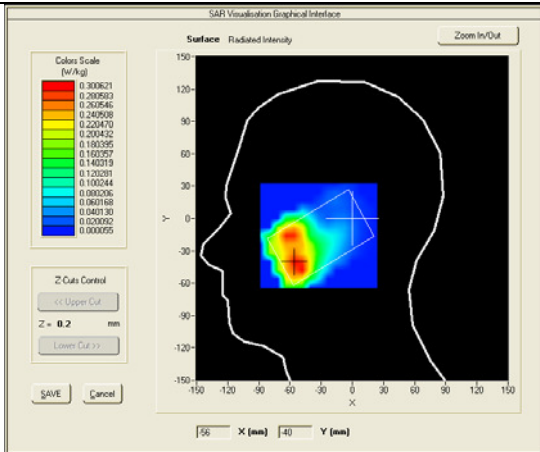 SAR Visualisation Graphical Interface
Surface Radiated Intensity
Zoom In/Out
Colors Scale
(W/kg)
0.300621
0.280583
0.260546
0.240508
0.220470
0.200432
0.180395
0.160357
0.140319
0.120281
0.100244
0.080206
0.060168
0.040130
0.020092
0.000055
Z Cuts Control
<< Upper Cut
Z = 0.2 mm
Lower Cut >>
SAVE Cancel
150
120
90
60
30
0
-30
-60
-90
-120
-150
Y
-150 -120 -90 -60 -30 0 30 60 90 120 150
X
-56 X (mm) -40 Y (mm)